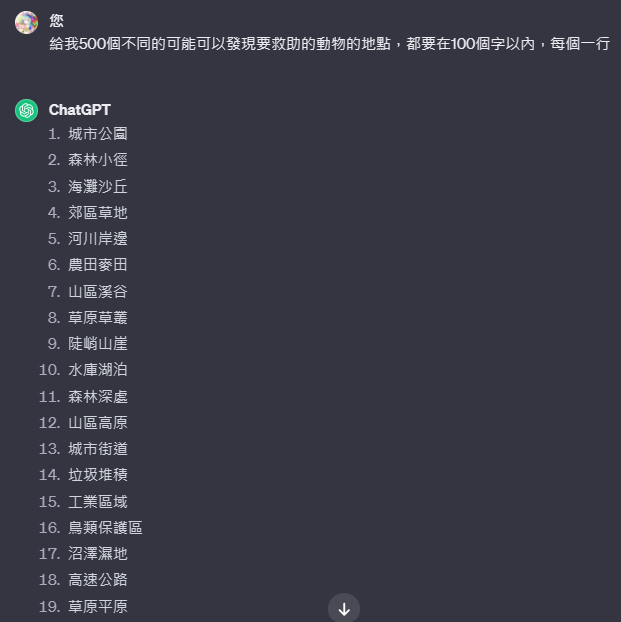 您
給我500個不同的可能可以發現要救助的動物的地點，都要在100個字以內，每個一行
ChatGPT
1. 城市公園
2. 森林小徑
3. 海灘沙丘
4. 郊區草地
5. 河川岸邊
6. 農田麥田
7. 山區溪谷
8. 草原草叢
9. 陡峭山崖
10. 水庫湖泊
11. 森林深處
12. 山區高原
13. 城市街道
14. 垃圾堆積
15. 工業區域
16. 鳥類保護區
17. 沼澤濕地
18. 高速公路
19. 草原平原